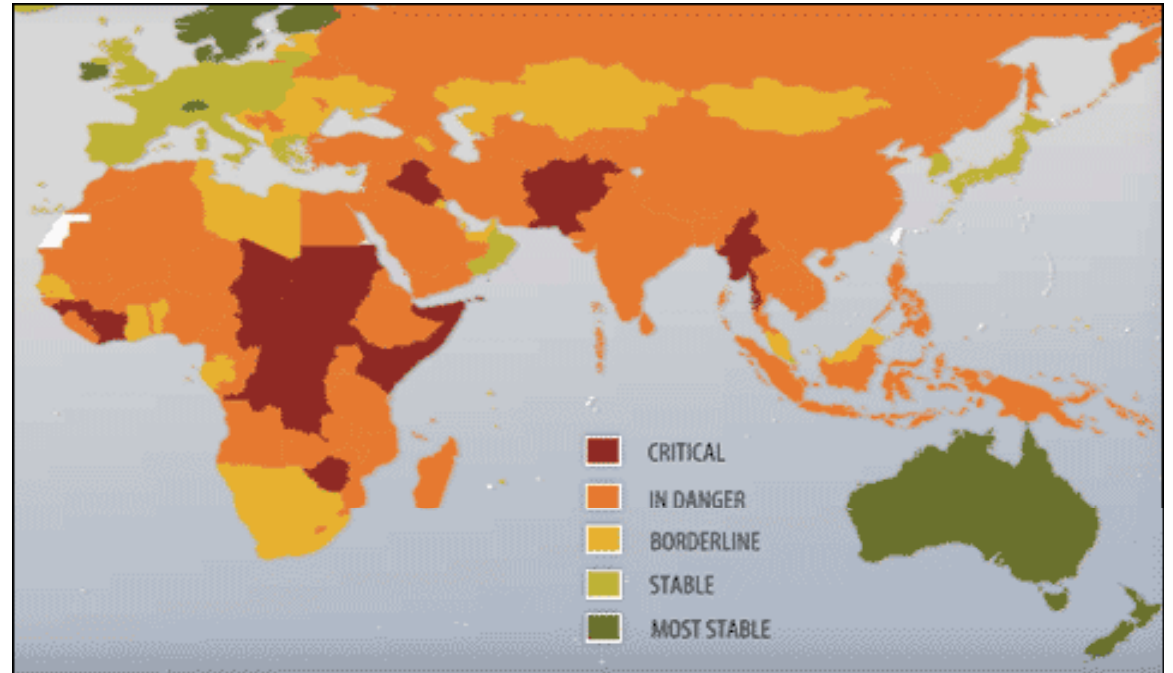 CRITICAL
IN DANGER
BORDERLINE
STABLE
MOST STABLE